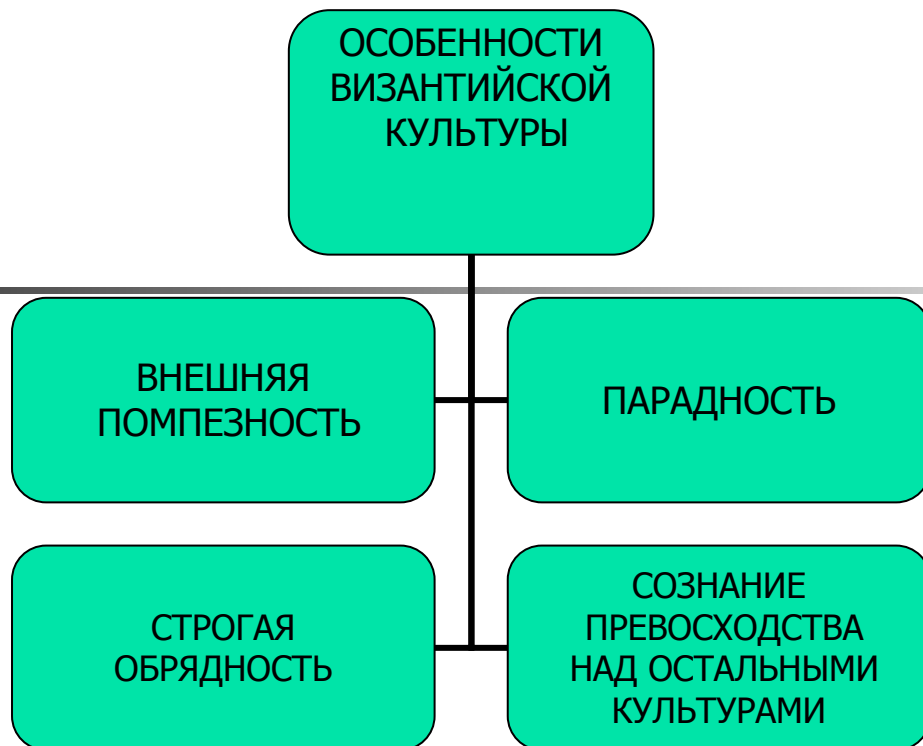 ОСОБЕННОСТИ
ВИЗАНТИЙСКОЙ
КУЛЬТУРЫ
ВНЕШНЯЯ
ПОМПЕЗНОСТЬ
ПАРАДНОСТЬ
СТРОГАЯ
ОБРЯДНОСТЬ
СОЗНАНИЕ
ПРЕВОСХОДСТВА
НАД ОСТАЛЬНЫМИ
КУЛЬТУРАМИ